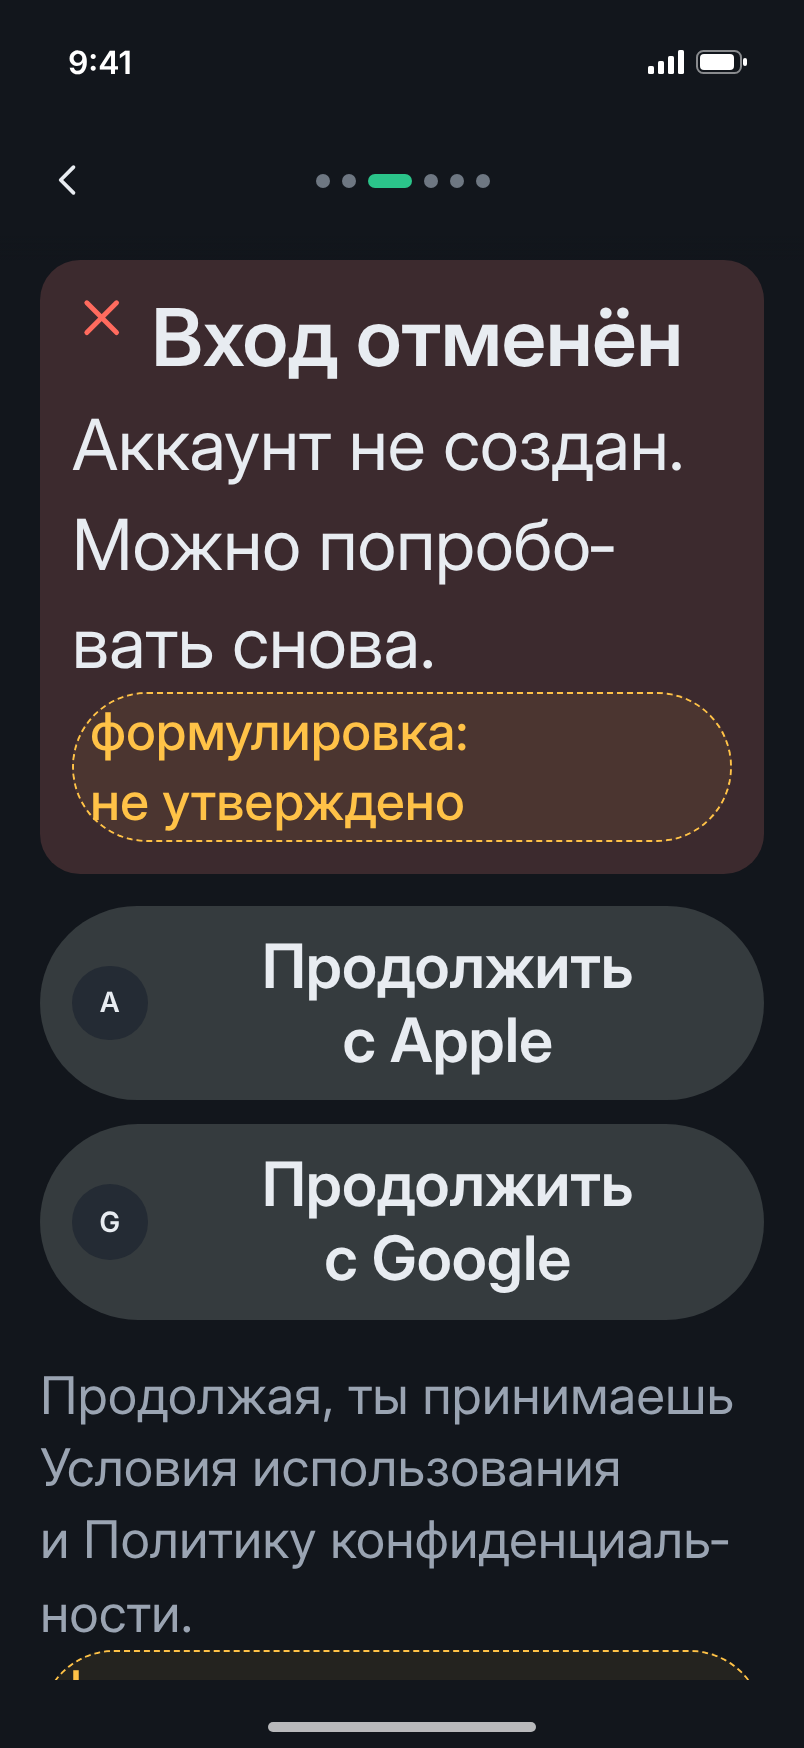 9:41
Вход отменён
Аккаунт не создан.
Можно попробо-
вать снова.
формулировка:
не утверждено
A
Продолжить
с Apple
G
Продолжить
с Google
Продолжая, ты принимаешь
Условия использования
и Политику конфиденциаль-
ности.